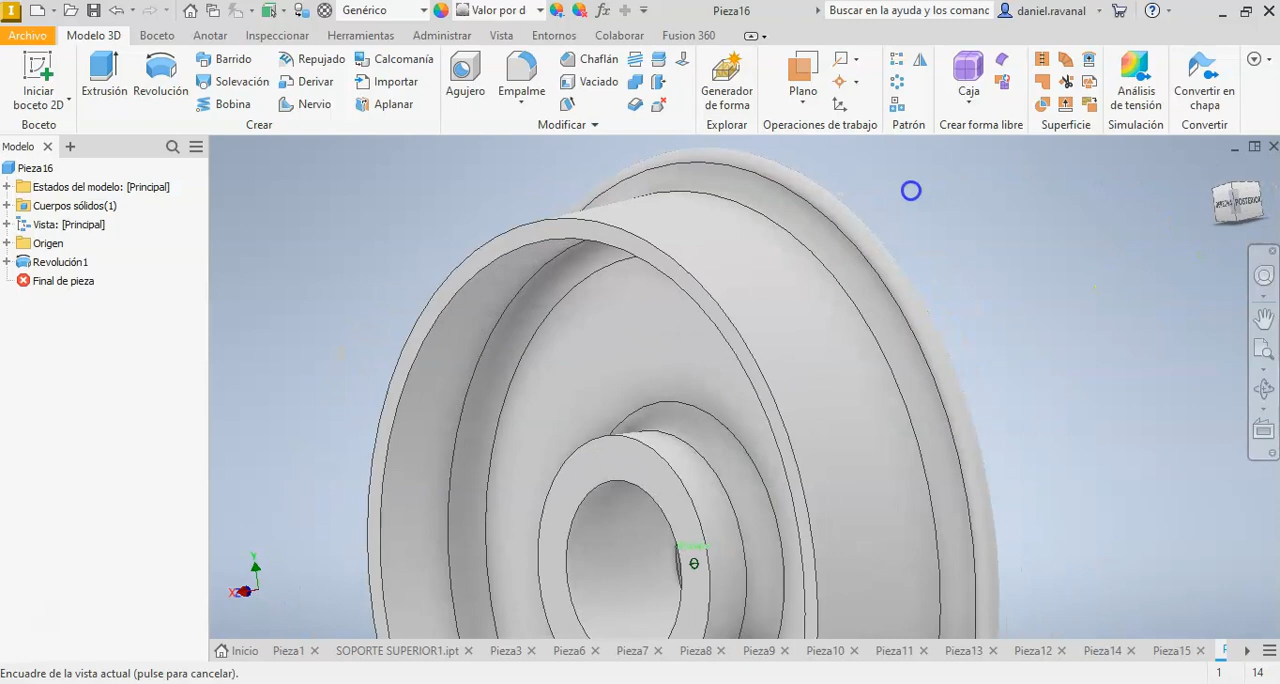 Genérico
Valor por d
fx
Pieza16
Buscar en la ayuda y los comanc
daniel.ravanal
Archivo
Modelo 3D
Boceto
Anotar
Inspeccionar
Herramientas
Administrar
Vista
Entornos
Colaborar
Fusion 360
Iniciar
boceto 2D
Boceto
Extrusión
Revolución
Barrido
Solevación
Bobina
Repujado
Derivar
Nervio
Calcomanía
Importar
Aplanar
Crear
Agujero
Empalme
Chaflán
Vaciado
Modificar
Generador
de forma
Explorar
Plano
Operaciones de trabajo
Patrón
Caja
Crear forma libre
Superficie
Análisis
de tensión
Simulación
Convertir en
chapa
Convertir
Modelo
Pieza16
Estados del modelo: [Principal]
Cuerpos sólidos(1)
Vista: [Principal]
Origen
Revolución1
Final de pieza
POSTERIOR
Y
X
Z
Inicio
Pieza1
SOPORTE SUPERIOR1.ipt
Pieza3
Pieza6
Pieza7
Pieza8
Pieza9
Pieza10
Pieza11
Pieza13
Pieza12
Pieza14
Pieza15
Encuadre de la vista actual (pulse para cancelar).
1
14